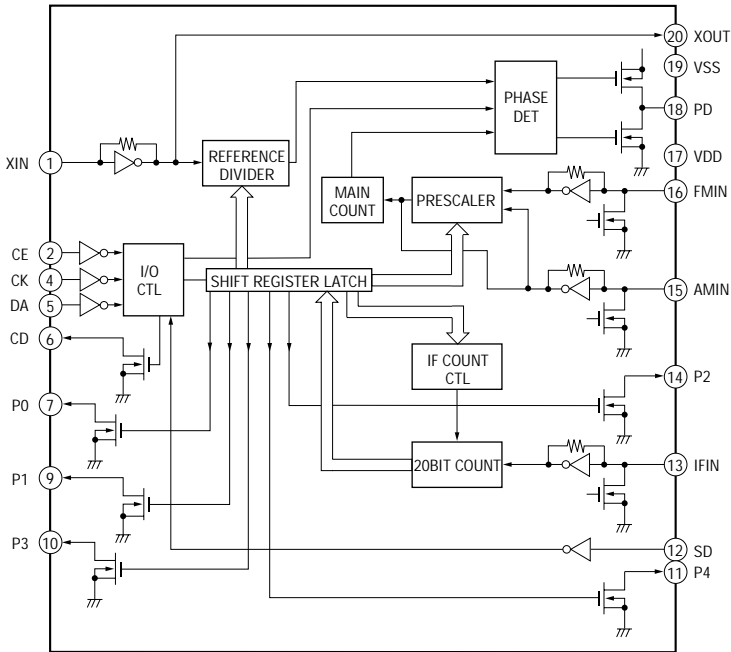 20 XOUT
19 VSS
18 PD
17 VDD
16 FMIN
15 AMIN
14 P2
13 IFIN
12 SD
11 P4
XIN 1
CE 2
CK 4
DA 5
CD 6
P0 7
P1 9
P3 10
REFERENCE
DIVIDER
PHASE
DET
MAIN
COUNT
PRESCALER
I/O
CTL
SHIFT REGISTER LATCH
IF COUNT
CTL
20BIT COUNT